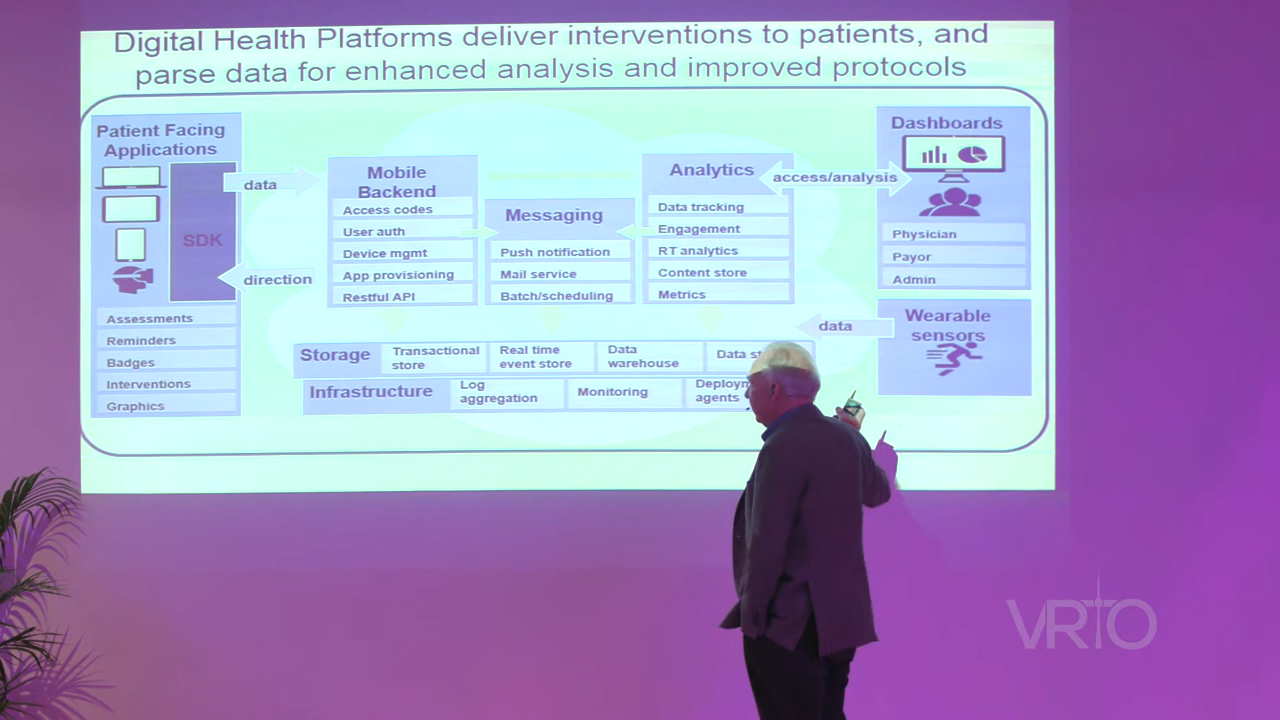 Digital Health Platforms deliver interventions to patients, and
parse data for enhanced analysis and improved protocols
Patient Facing
Applications
SDK
data
direction
Assessments
Reminders
Badges
Interventions
Graphics
Mobile
Backend
Access codes
User auth
Device mgmt
App provisioning
Restful API
Messaging
Push notification
Mail service
Batch/scheduling
Analytics
Data tracking
Engagement
RT analytics
Content store
Metrics
access/analysis
Dashboards
Physician
Payor
Admin
data
Wearable
sensors
Storage
Transactional
store
Real time
event store
Data
warehouse
Data
Infrastructure
Log
aggregation
Monitoring
agents
VRTO